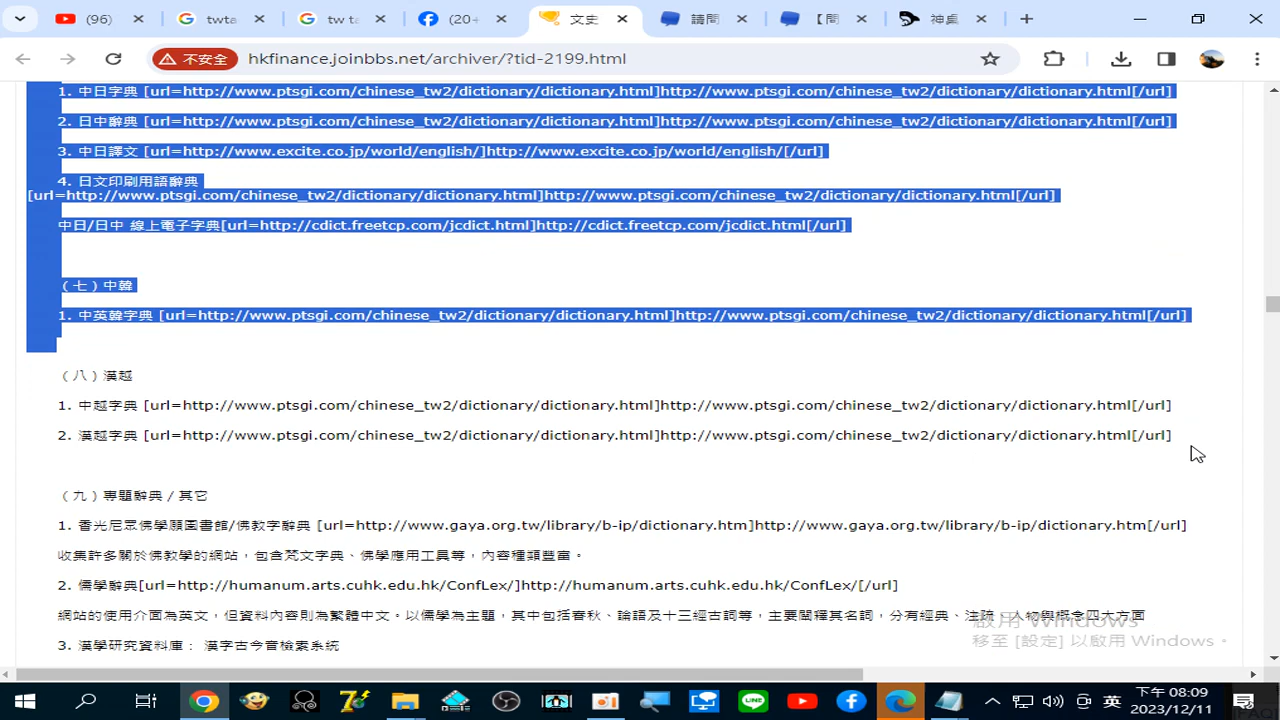 (96)
twta
tw ta
(20+
文史
請問
【問
神桌
不安全
hkfinance.joinbbs.net/archiver/?tid-2199.html
1. 中日字典 [url=http://www.ptsgi.com/chinese_tw2/dictionary/dictionary.html]http://www.ptsgi.com/chinese_tw2/dictionary/dictionary.html[/url]
2. 日中辭典 [url=http://www.ptsgi.com/chinese_tw2/dictionary/dictionary.html]http://www.ptsgi.com/chinese_tw2/dictionary/dictionary.html[/url]
3. 中日譯文 [url=http://www.excite.co.jp/world/english/]http://www.excite.co.jp/world/english/[/url]
4. 日文印刷用語辭典
[url=http://www.ptsgi.com/chinese_tw2/dictionary/dictionary.html]http://www.ptsgi.com/chinese_tw2/dictionary/dictionary.html[/url]
中日/日中 線上電子字典[url=http://cdict.freetcp.com/jcdict.html]http://cdict.freetcp.com/jcdict.html[/url]
（七）中韓
1. 中英韓字典 [url=http://www.ptsgi.com/chinese_tw2/dictionary/dictionary.html]http://www.ptsgi.com/chinese_tw2/dictionary/dictionary.html[/url]
（八）漢越
1. 中越字典 [url=http://www.ptsgi.com/chinese_tw2/dictionary/dictionary.html]http://www.ptsgi.com/chinese_tw2/dictionary/dictionary.html[/url]
2. 漢越字典 [url=http://www.ptsgi.com/chinese_tw2/dictionary/dictionary.html]http://www.ptsgi.com/chinese_tw2/dictionary/dictionary.html[/url]
（九）專題辭典 / 其它
1. 香光尼眾佛學願圖書館/佛教字辭典 [url=http://www.gaya.org.tw/library/b-ip/dictionary.htm]http://www.gaya.org.tw/library/b-ip/dictionary.htm[/url]
收集許多關於佛教學的網站，包含梵文字典、佛學應用工具等，內容種類豐富。
2. 儒學辭典[url=http://humanum.arts.cuhk.edu.hk/ConfLex/]http://humanum.arts.cuhk.edu.hk/ConfLex/[/url]
網站的使用介面為英文，但資料內容則為繁體中文。以儒學為主題，其中包括春秋、論語及十三經古詞等，主要闡釋其名詞，分有經典、注疏、人物與概念四大方面
啟用 Windows
移至 [設定] 以啟用 Windows。
3. 漢學研究資料庫： 漢字古今音檢索系統
英
下午 08:09
2023/12/11